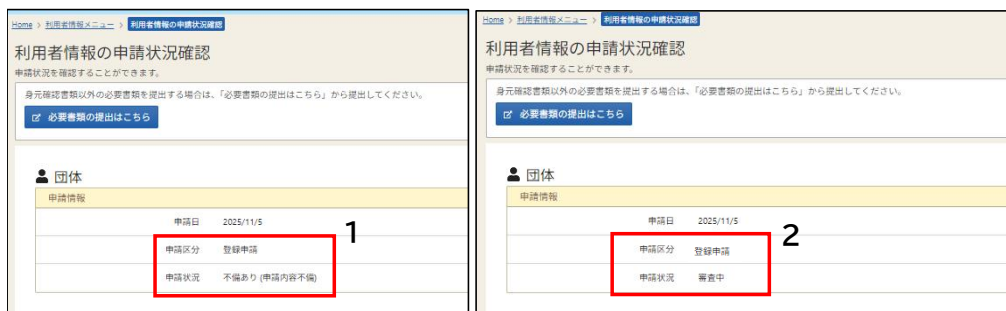 Home > 利用者情報メニュー > 利用者情報の申請状況確認
利用者情報の申請状況確認
申請状況を確認することができます。
身元確認書類以外の必要書類を提出する場合は、「必要書類の提出はこちら」から提出してください。
必要書類の提出はこちら
団体
申請情報
申請日 2025/11/5
1
申請区分 登録申請
申請状況 不備あり (申請内容不備)
Home > 利用者情報メニュー > 利用者情報の申請状況確認
利用者情報の申請状況確認
申請状況を確認することができます。
身元確認書類以外の必要書類を提出する場合は、「必要書類の提出はこちら」から提出してください。
必要書類の提出はこちら
団体
申請情報
申請日 2025/11/5
2
申請区分 登録申請
申請状況 審査中